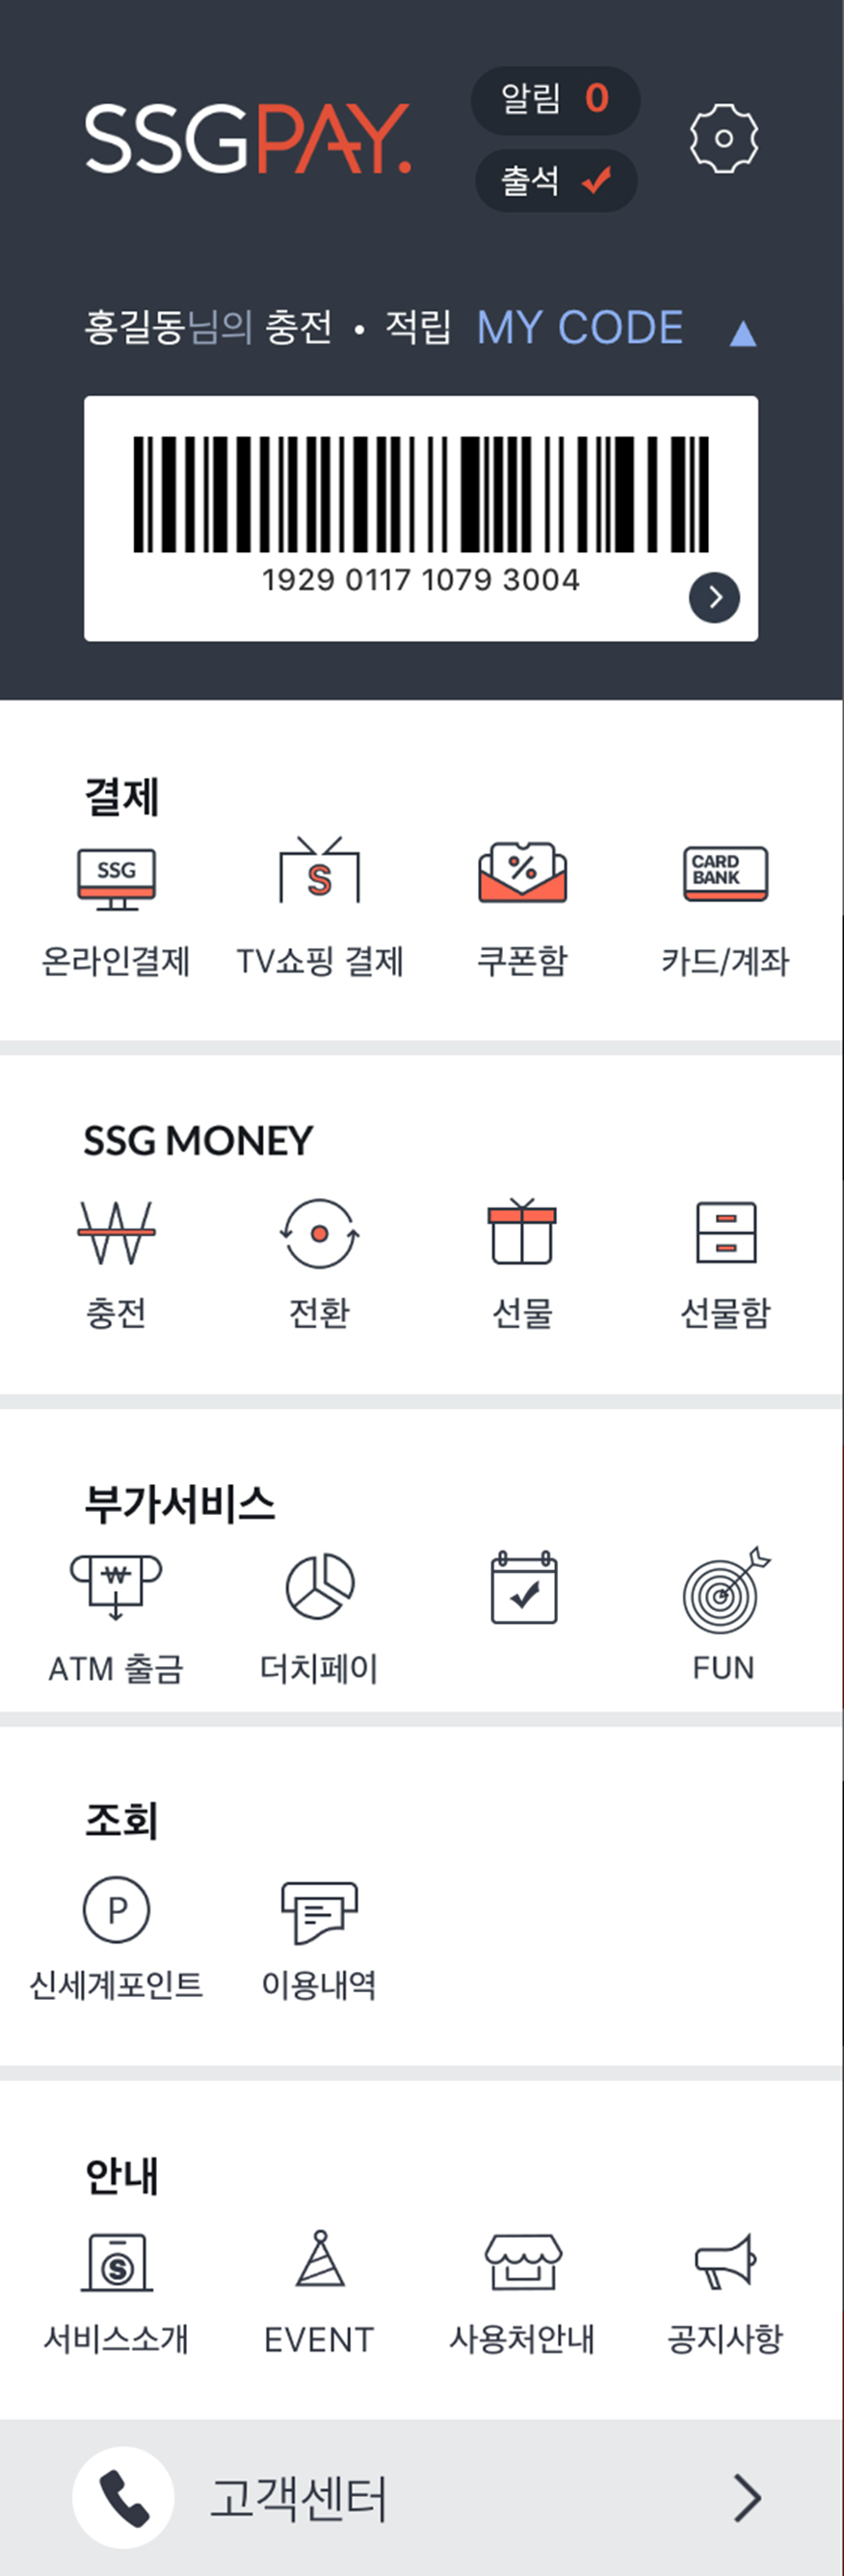 SSGPAY.
알림 0
출석
홍길동님의 충전 • 적립 MY CODE ▲
1929 0117 1079 3004
결제
SSG S % CARD BANK
온라인결제 TV쇼핑 결제 쿠폰함 카드/계좌
SSG MONEY
충전 전환 선물 선물함
부가서비스
₩
ATM 출금 더치페이 FUN
조회
P
신세계포인트 이용내역
안내
S
서비스소개 EVENT 사용처안내 공지사항
고객센터